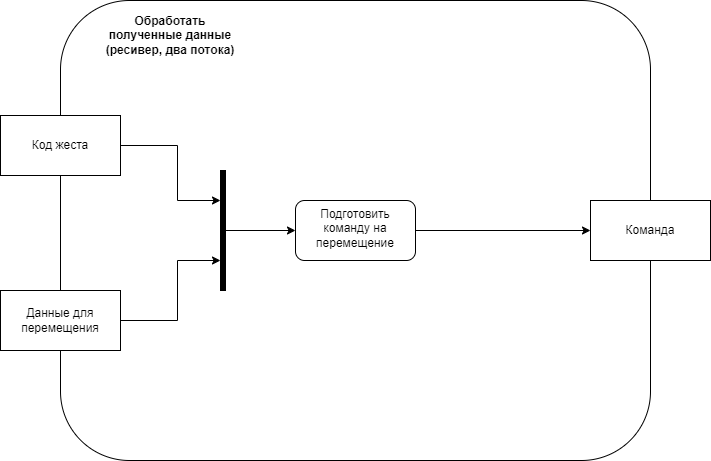 Обработать
полученные данные
(ресивер, два потока)
Код жеста
Подготовить
команду на
перемещение
Команда
Данные для
перемещения